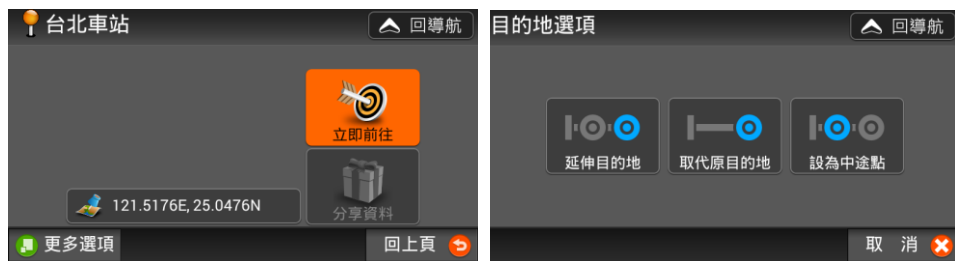 台北車站
回導航
立即前往
121.5176E, 25.0476N
分享資料
更多選項
回上頁
目的地選項
回導航
延伸目的地
取代原目的地
設為中途點
取 消